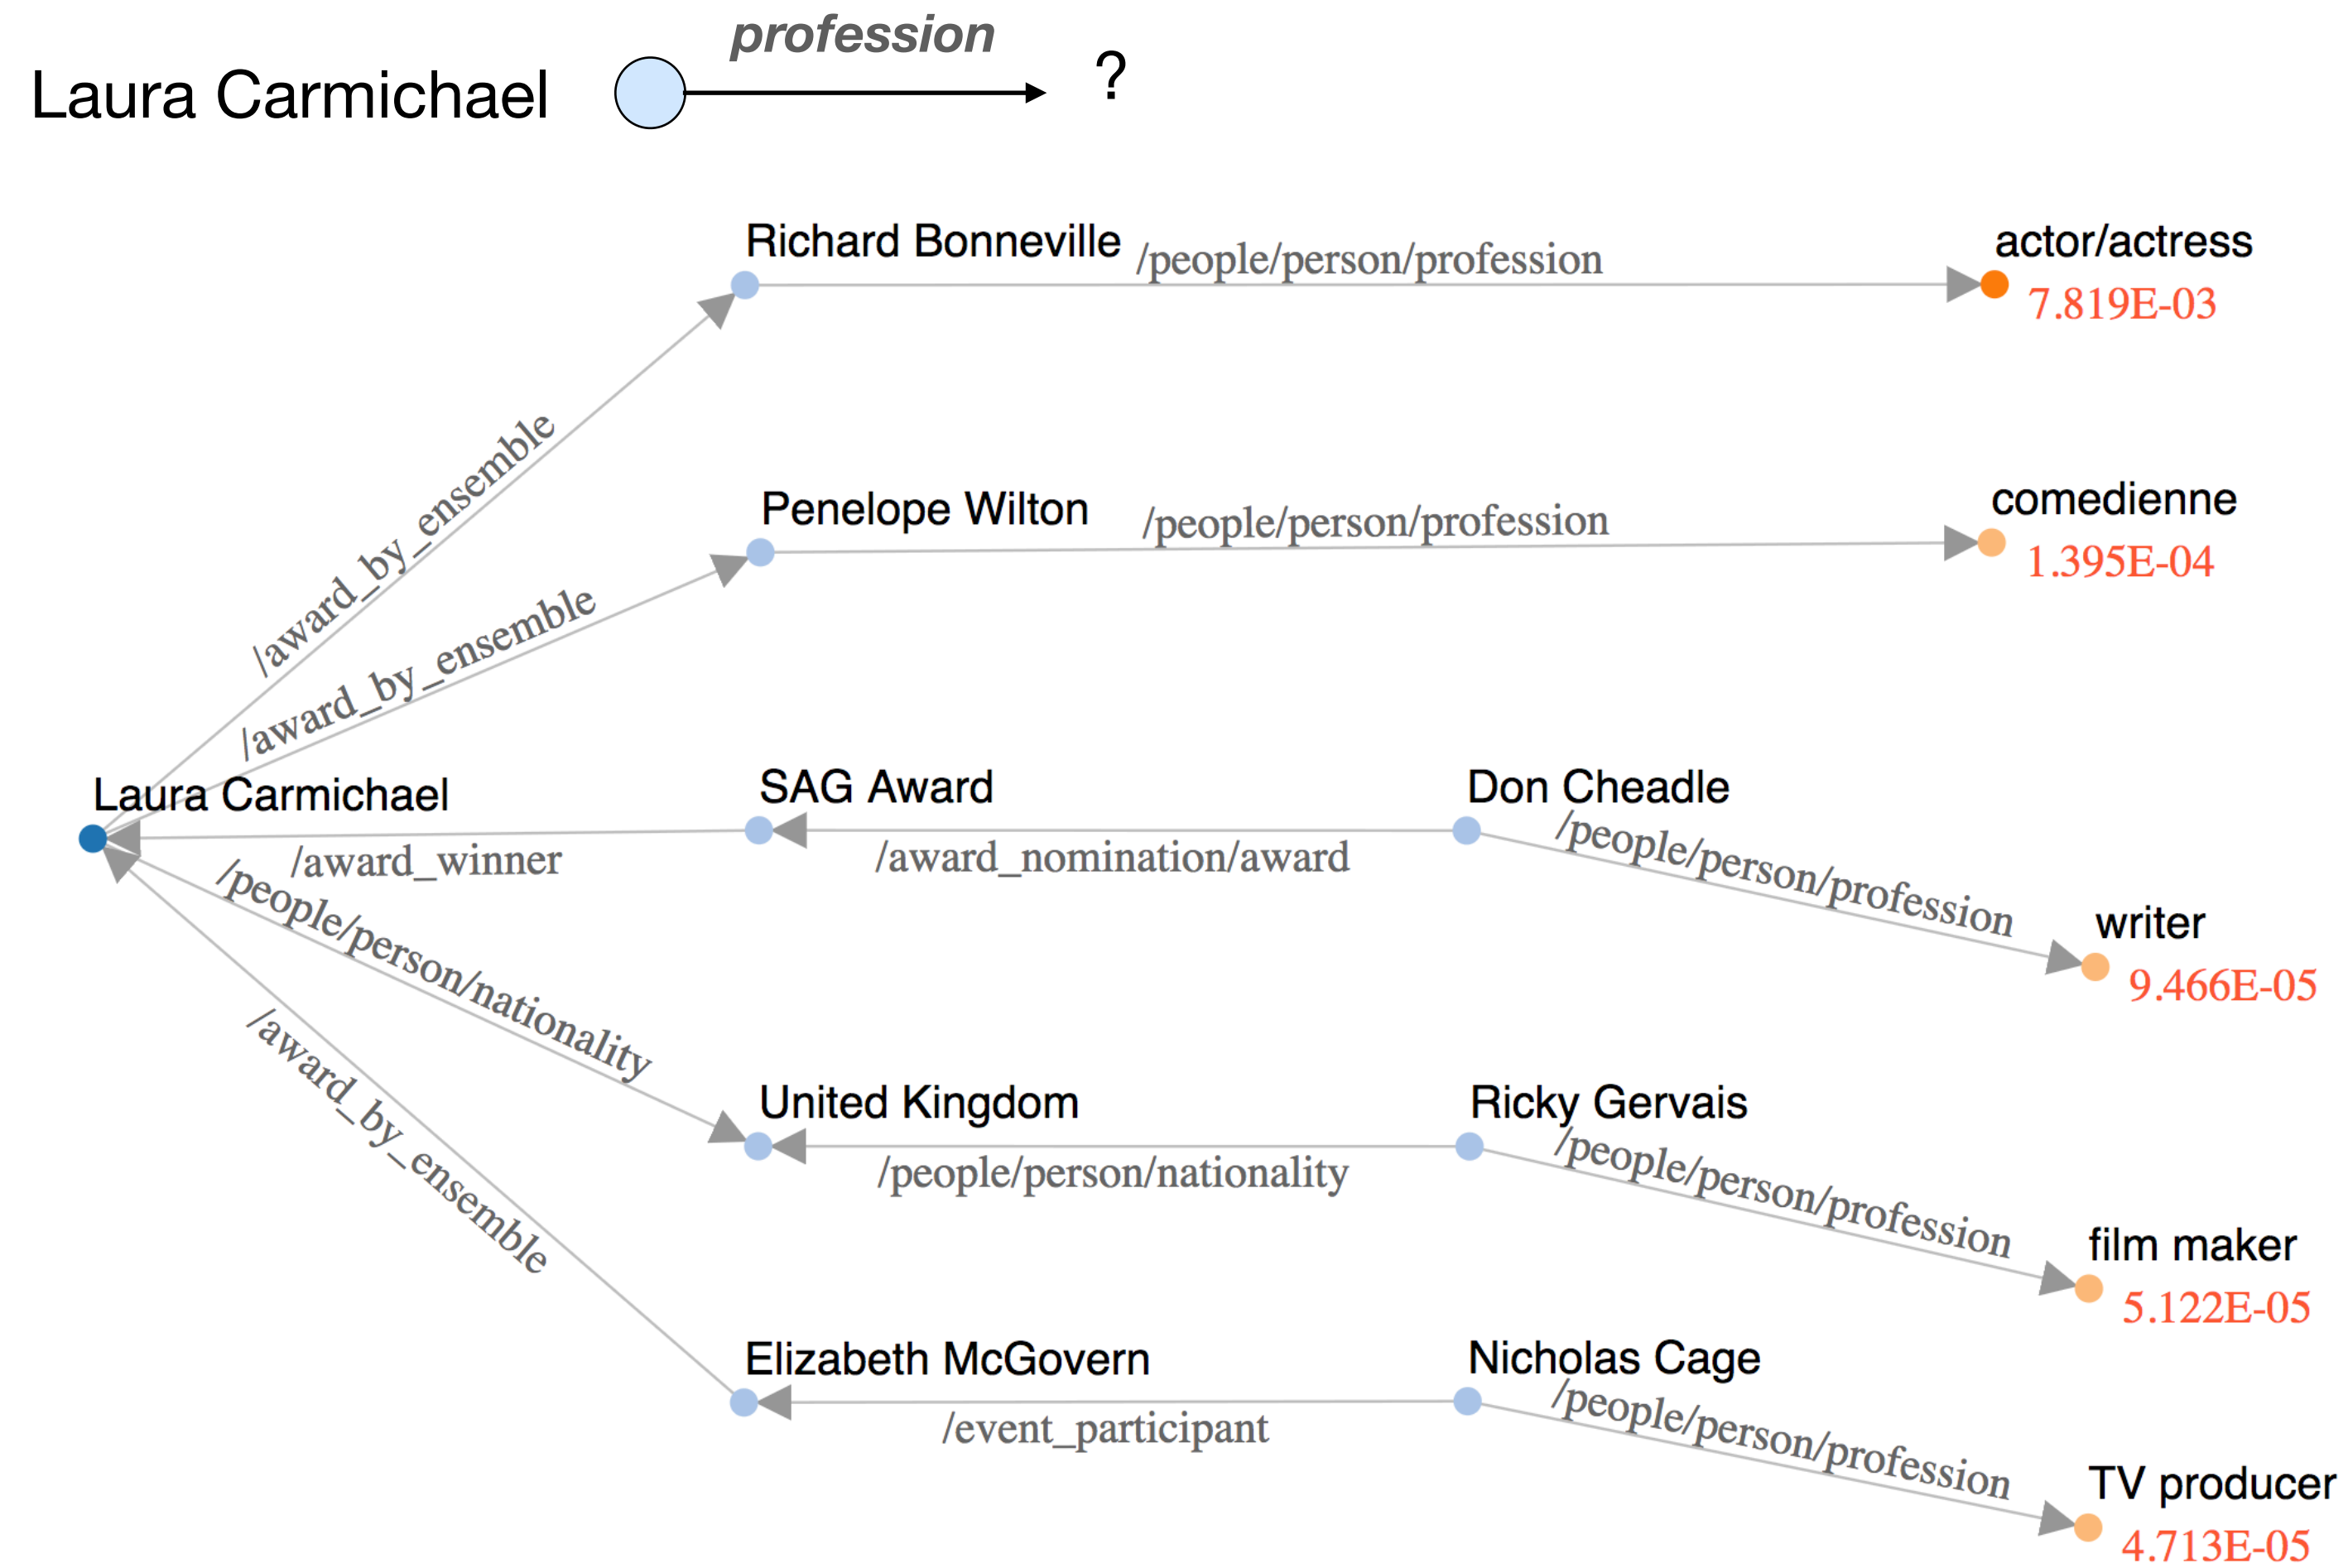 profession
Laura Carmichael
?
Richard Bonneville
/people/person/profession
actor/actress
7.819E-03
/award_by_ensemble
Penelope Wilton
/people/person/profession
comedienne
1.395E-04
/award_by_ensemble
Laura Carmichael
SAG Award
Don Cheadle
/award_winner
/award_nomination/award
/people/person/profession
writer
9.466E-05
/people/person/nationality
United Kingdom
Ricky Gervais
/people/person/nationality
/people/person/profession
film maker
5.122E-05
/award_by_ensemble
Elizabeth McGovern
Nicholas Cage
/event_participant
/people/person/profession
TV producer
4.713E-05